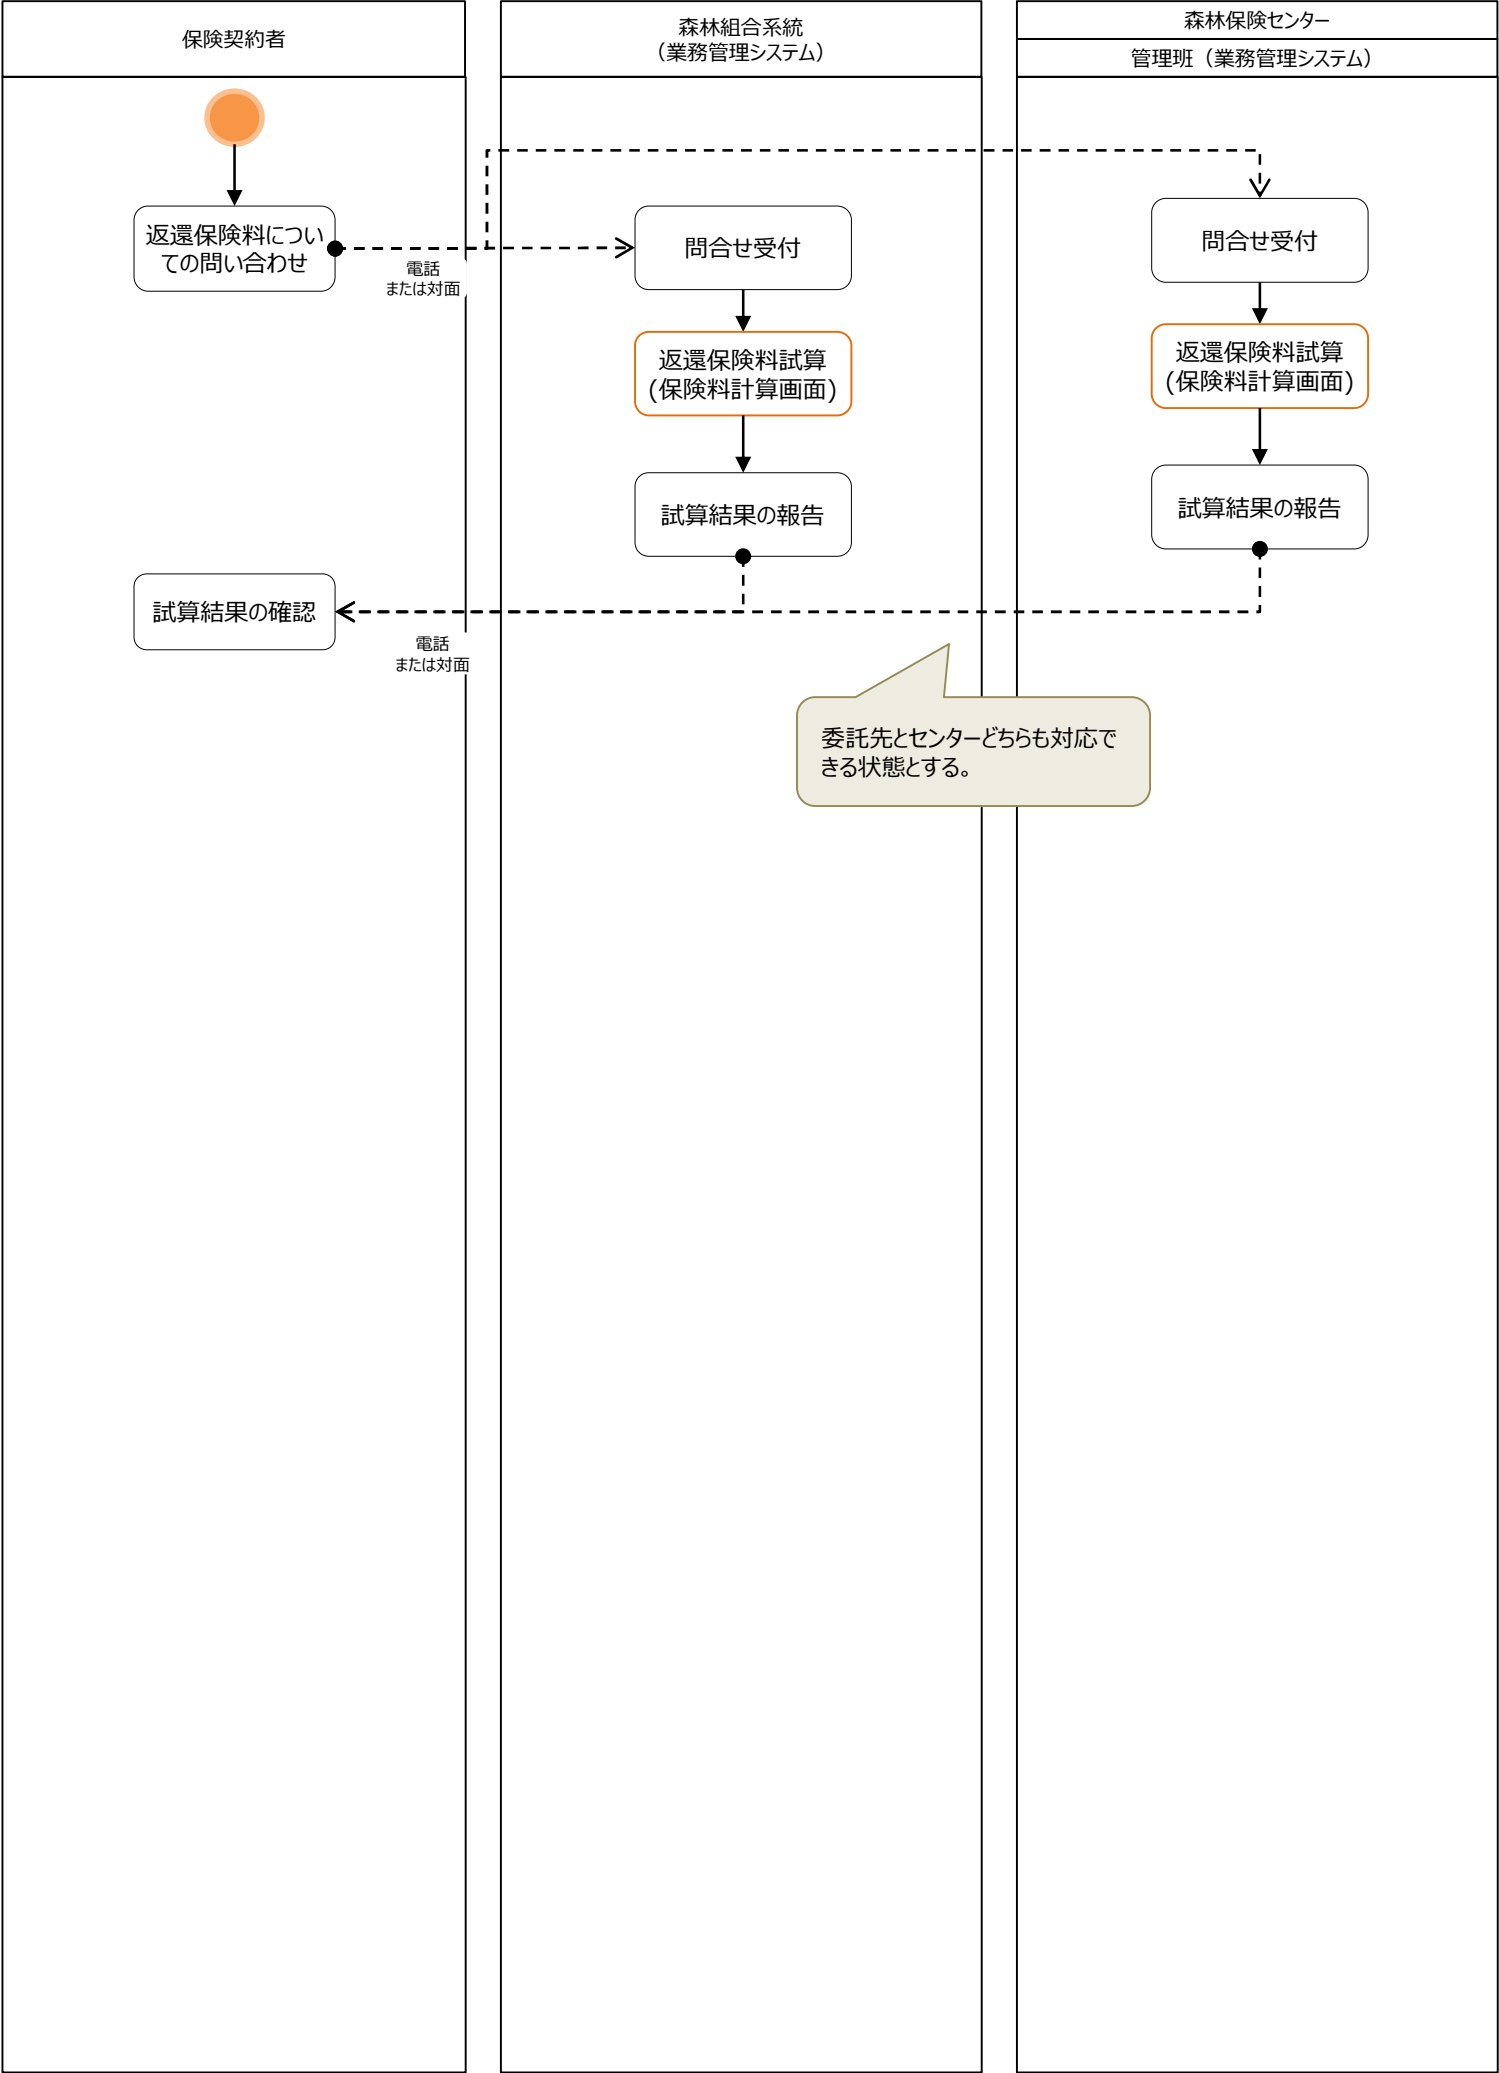 保険契約者
森林組合系統
（業務管理システム）
森林保険センター
管理班（業務管理システム）
返還保険料につい
ての問い合わせ
電話
または対面
問合せ受付
問合せ受付
返還保険料試算
(保険料計算画面)
返還保険料試算
(保険料計算画面)
試算結果の報告
試算結果の報告
試算結果の確認
電話
または対面
委託先とセンターどちらも対応で
きる状態とする。